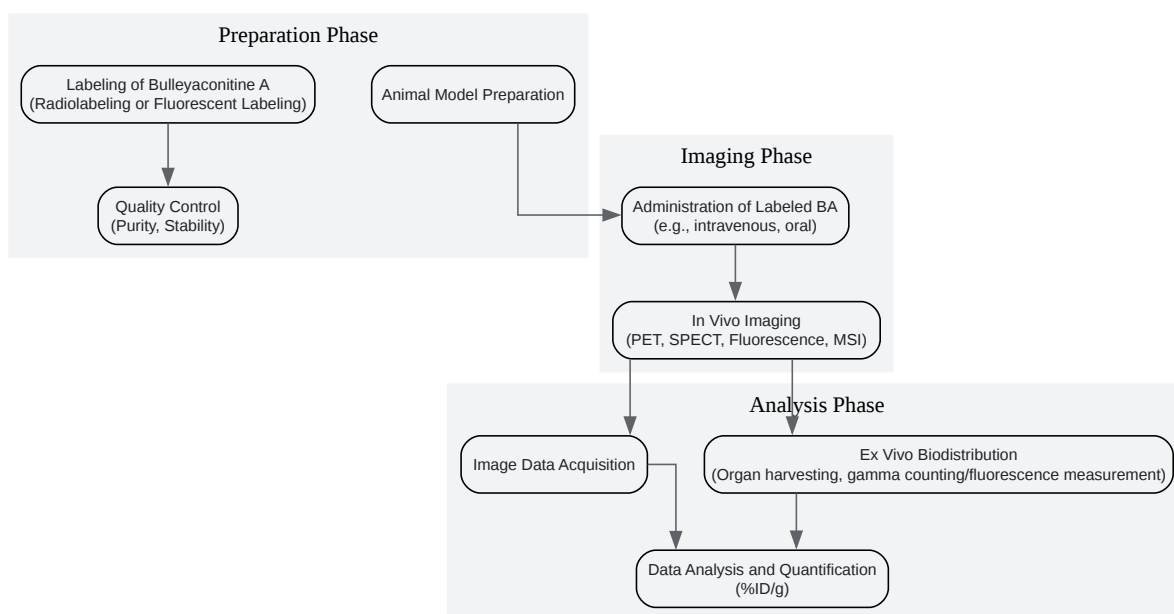 Preparation Phase
Labeling of Bulleyaconitine A
(Radiolabeling or Fluorescent Labeling)
Animal Model Preparation
Quality Control
(Purity, Stability)
Imaging Phase
Administration of Labeled BA
(e.g., intravenous, oral)
In Vivo Imaging
(PET, SPECT, Fluorescence, MSI)
Analysis Phase
Image Data Acquisition
Ex Vivo Biodistribution
(Organ harvesting, gamma counting/fluorescence measurement)
Data Analysis and Quantification
(%ID/g)